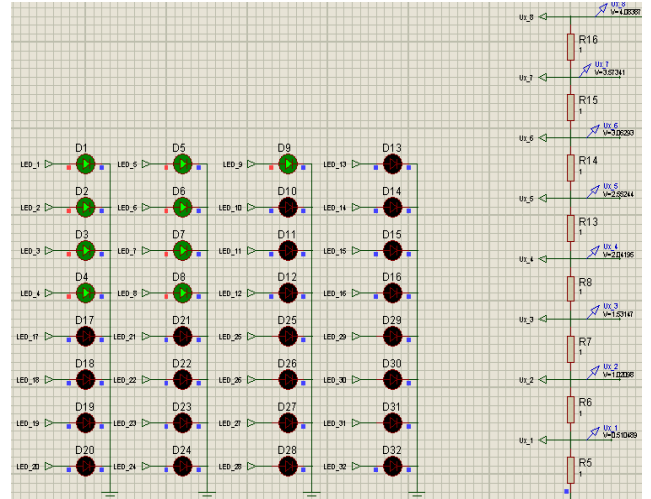 Ux_8
V=4.08387
R16
1
Ux_8
Ux_7
V=3.57341
Ux_7
R15
1
Ux_6
V=3.06293
Ux_6
D1 D5 D9 D13
R14
1
LED_1 LED_5 LED_9 LED_13
D2 D6 D10 D14
Ux_5
V=2.55244
Ux_5
LED_2 LED_6 LED_10 LED_14
R13
1
D3 D7 D11 D15
LED_3 LED_7 LED_11 LED_15
Ux_4
V=2.04195
Ux_4
D4 D8 D12 D16
R8
1
LED_4 LED_8 LED_12 LED_16
Ux_3
V=1.53147
Ux_3
D17 D21 D25 D29
LED_17 LED_21 LED_25 LED_29
R7
1
D18 D22 D26 D30
Ux_2
V=1.02098
Ux_2
LED_18 LED_22 LED_26 LED_30
R6
1
D19 D23 D27 D31
LED_19 LED_23 LED_27 LED_31
Ux_1
V=0.510489
Ux_1
D20 D24 D28 D32
R5
1
LED_20 LED_24 LED_28 LED_32